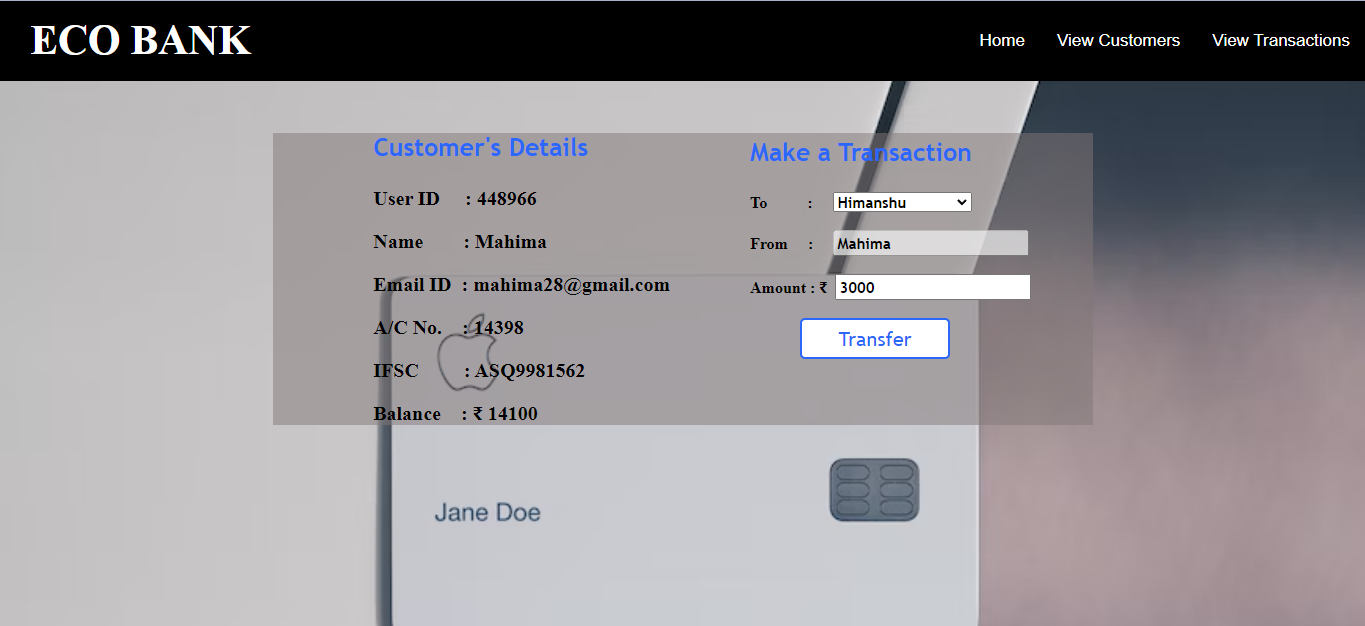 ECO BANK
Home View Customers View Transactions
Customer's Details
User ID : 448966
Name : Mahima
Email ID : mahima28@gmail.com
A/C No. : 14398
IFSC : ASQ9981562
Balance : ₹ 14100
Make a Transaction
To : Himanshu
From : Mahima
Amount : ₹ 3000
Transfer
Jane Doe